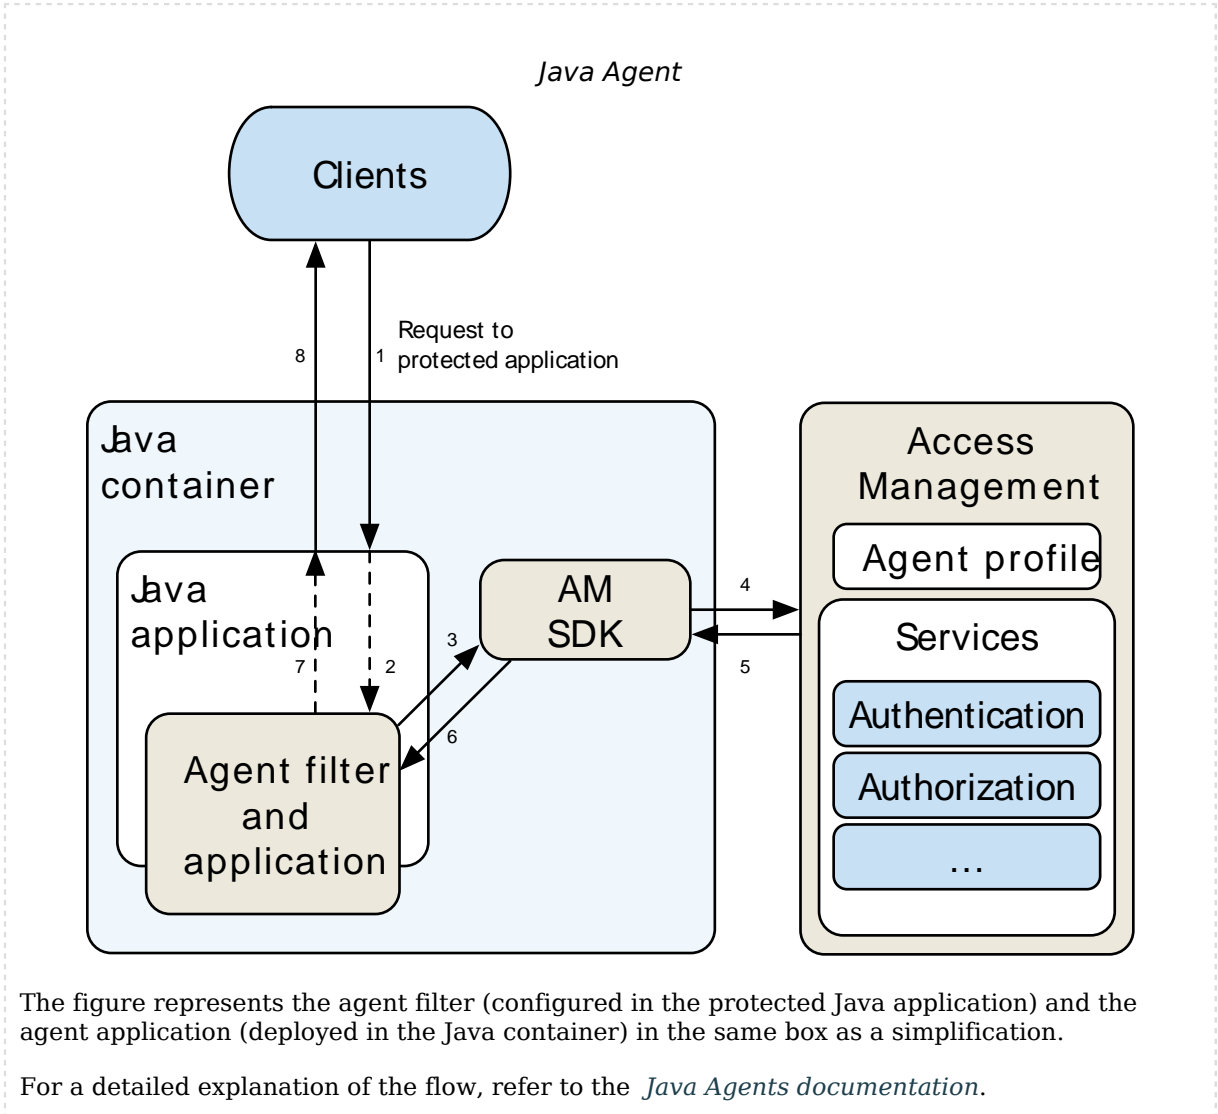 Java Agent
Clients
8
1
Request to
protected application
Java
container
Access
Management
Agent profile
Java
application
AM
SDK
4
5
Services
3
7
2
6
Authentication
Authorization
...
Agent filter
and
application
The figure represents the agent filter (configured in the protected Java application) and the
agent application (deployed in the Java container) in the same box as a simplification.
For a detailed explanation of the flow, refer to the Java Agents documentation.